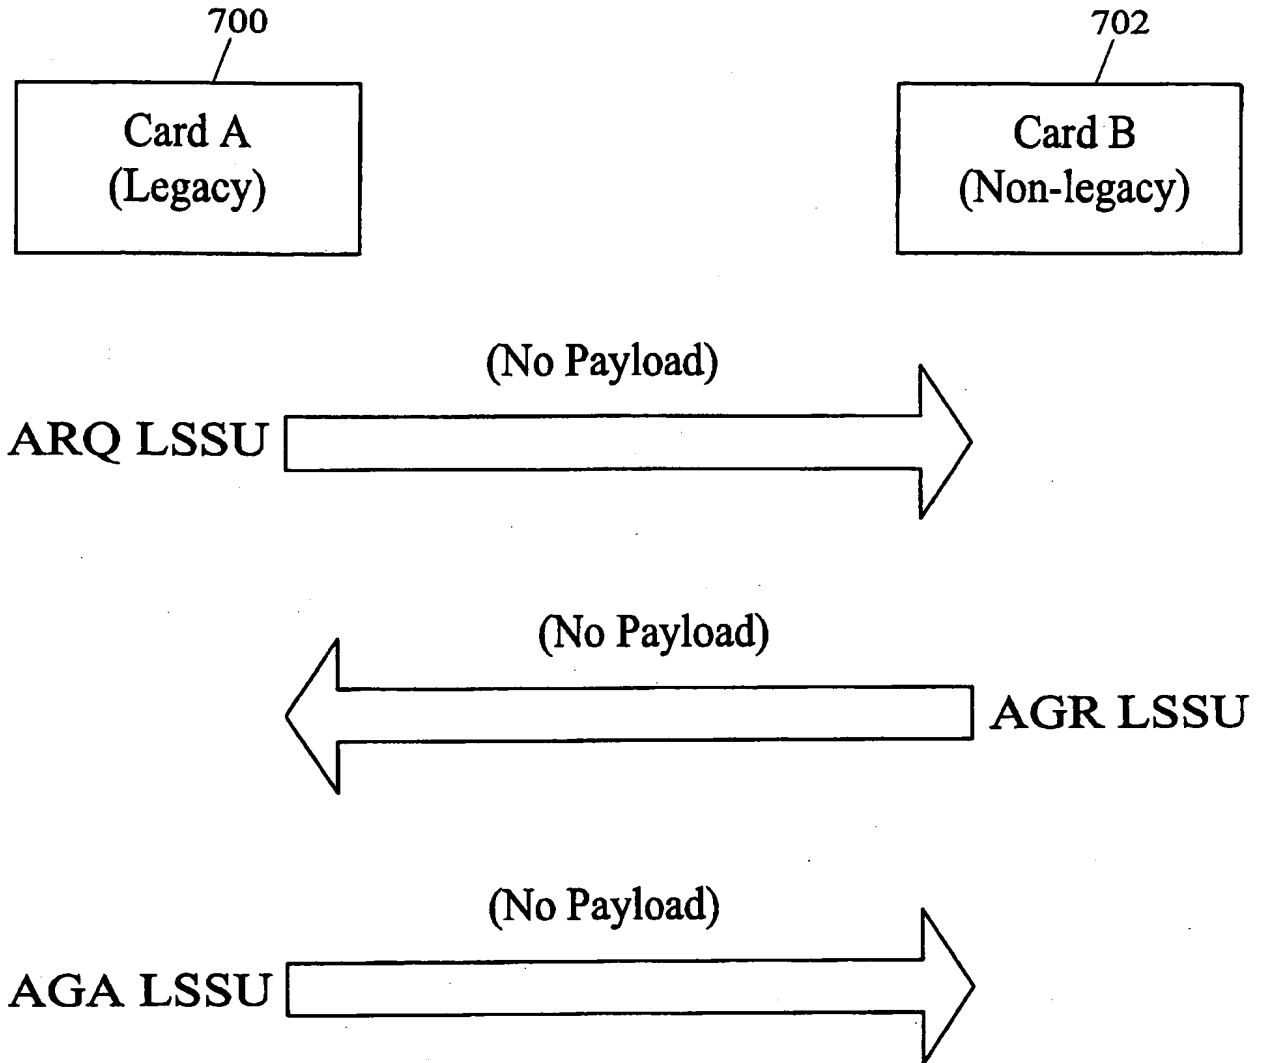 700
702
Card A
(Legacy)
Card B
(Non-legacy)
(No Payload)
ARQ LSSU
(No Payload)
AGR LSSU
(No Payload)
AGA LSSU